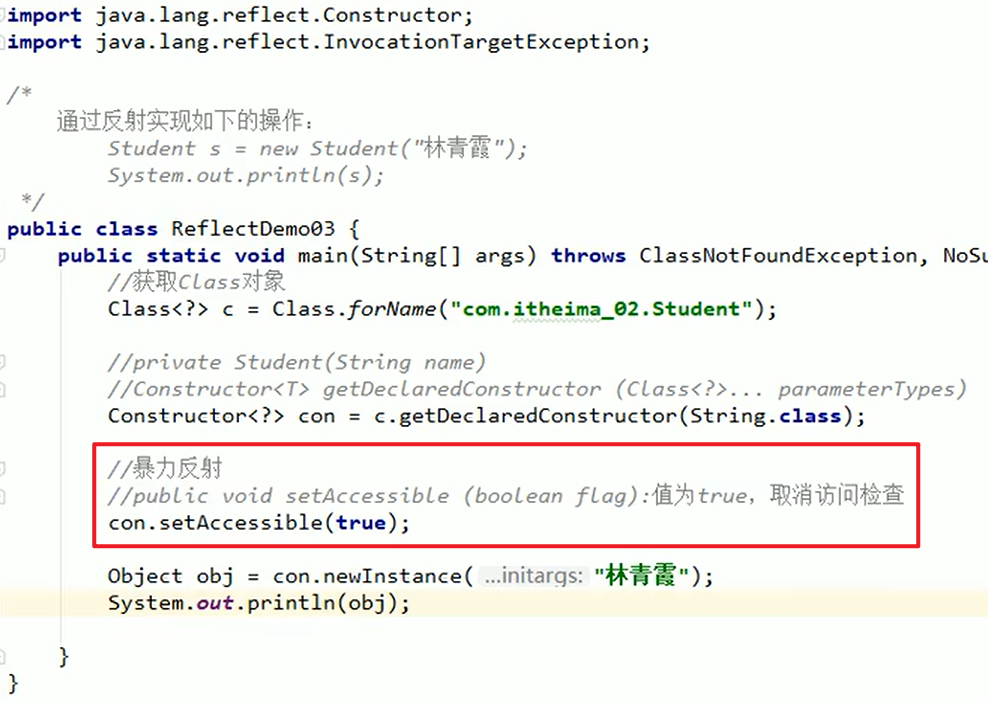 import java.lang.reflect.Constructor;
import java.lang.reflect.InvocationTargetException;
/*
通过反射实现如下的操作：
Student s = new Student("林青霞");
System.out.println(s);
*/
public class ReflectDemo03 {
public static void main(String[] args) throws ClassNotFoundException, NoSu
//获取Class对象
Class<?> c = Class.forName("com.itheima_02.Student");
//private Student(String name)
//Constructor<T> getDeclaredConstructor (Class<?>... parameterTypes)
Constructor<?> con = c.getDeclaredConstructor(String.class);
//暴力反射
//public void setAccessible (boolean flag):值为true，取消访问检查
con.setAccessible(true);
Object obj = con.newInstance( ...initargs: "林青霞");
System.out.println(obj);
}
}